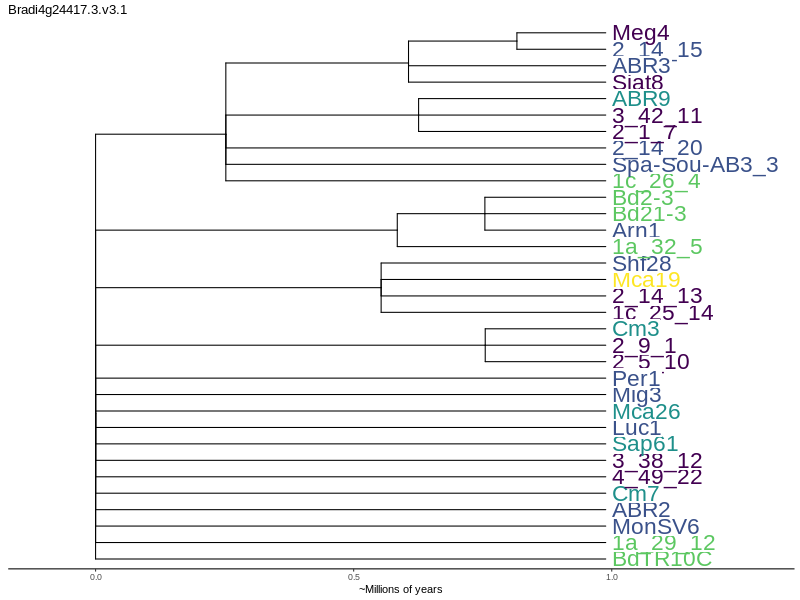 Bradi4g24417.3.v3.1
Meg4
2_14_15
ABR3
Siat8
ABR9
3_42_11
2_1_7
2_14_20
Spa-Sou-AB3_3
1c_26_4
Bd2-3
Bd21-3
Arn1
1a_32_5
Shf28
Mca19
2_14_13
1c_25_14
Cm3
2_9_1
2_5_10
Per1
Mig3
Mca26
Luc1
Sap61
3_38_12
4_49_22
Cm7
ABR2
MonSV6
1a_29_12
BdTR10C
0.0 0.5 1.0
~Millions of years